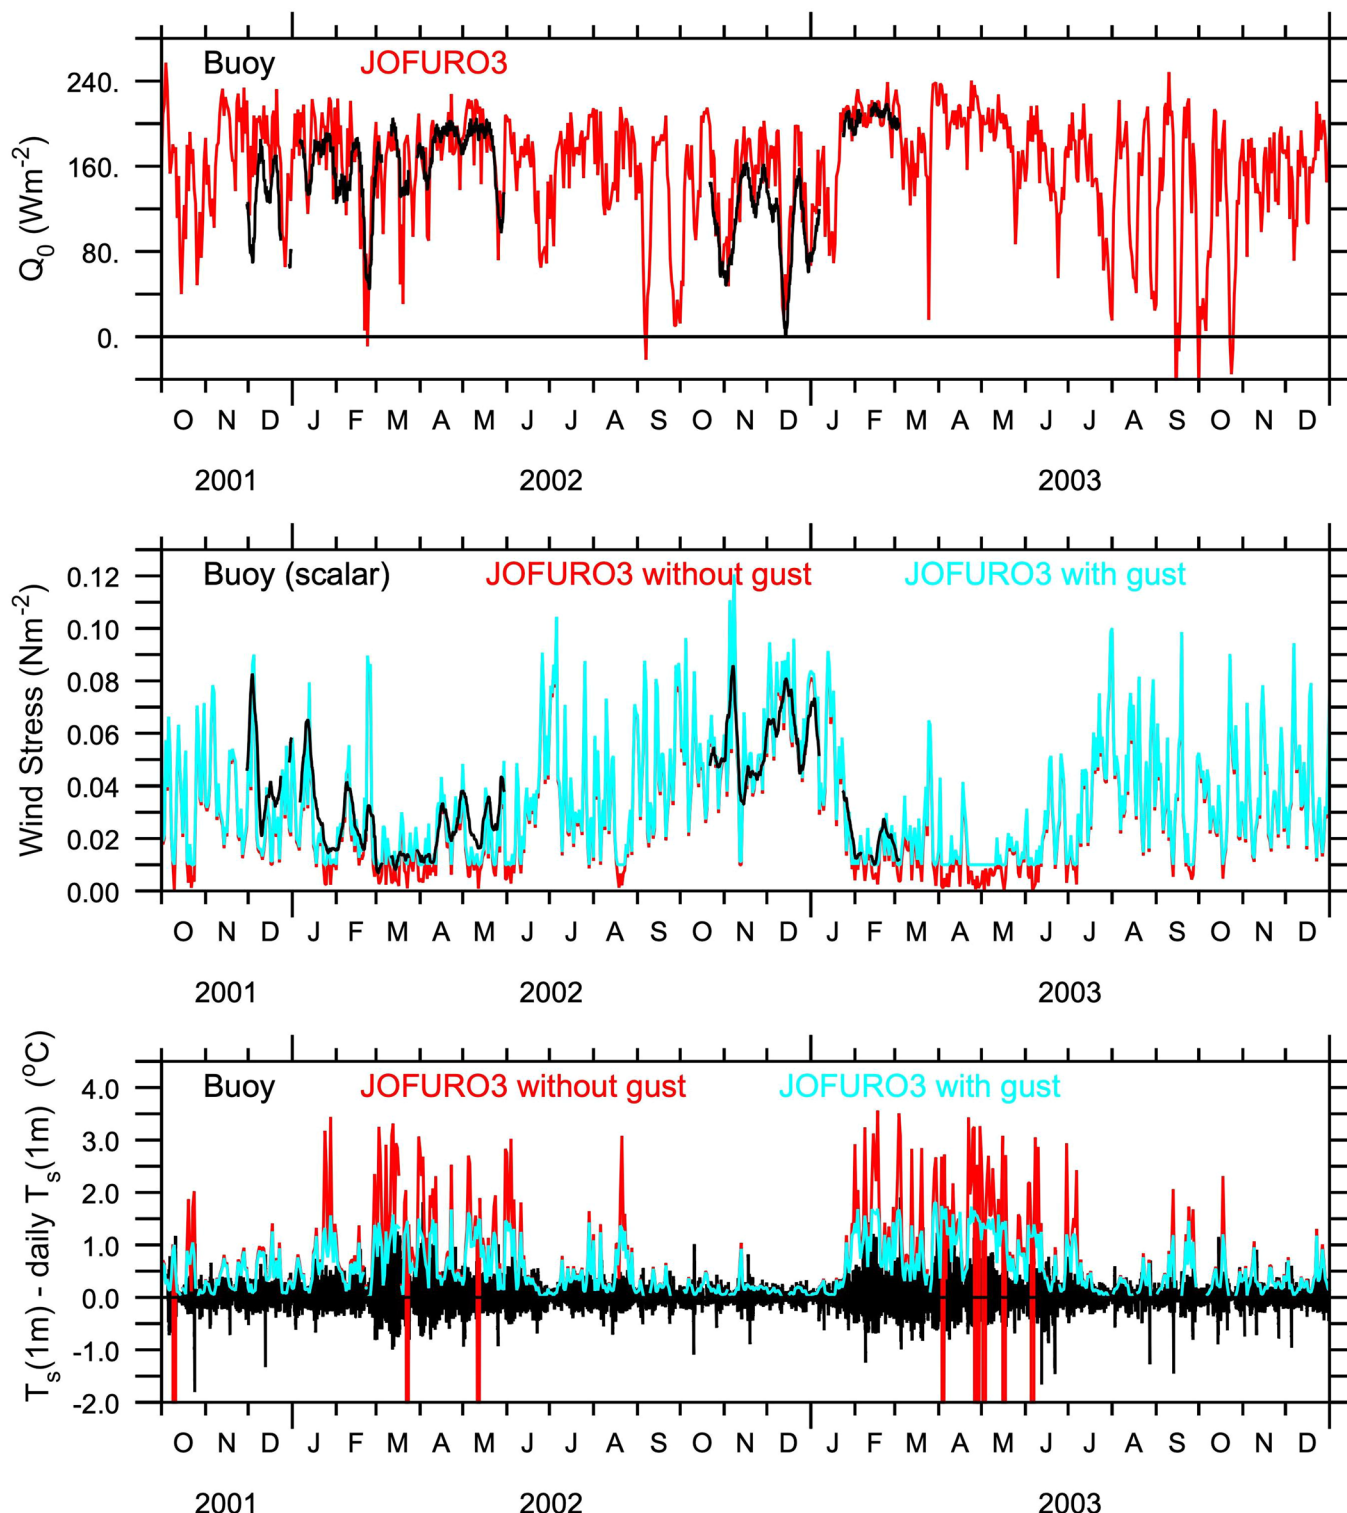 Buoy JOFURO3
240.
160.
80.
0.
Q0 (Wm-2)
O N D J F M A M J J A S O N D J F M A M J J A S O N D
2001 2002 2003
Buoy (scalar) JOFURO3 without gust JOFURO3 with gust
0.12
0.10
0.08
0.06
0.04
0.02
0.00
Wind Stress (Nm-2)
O N D J F M A M J J A S O N D J F M A M J J A S O N D
2001 2002 2003
Buoy JOFURO3 without gust JOFURO3 with gust
4.0
3.0
2.0
1.0
0.0
-1.0
-2.0
Ts(1m) - daily Ts(1m) (oC)
O N D J F M A M J J A S O N D J F M A M J J A S O N D
2001 2002 2003